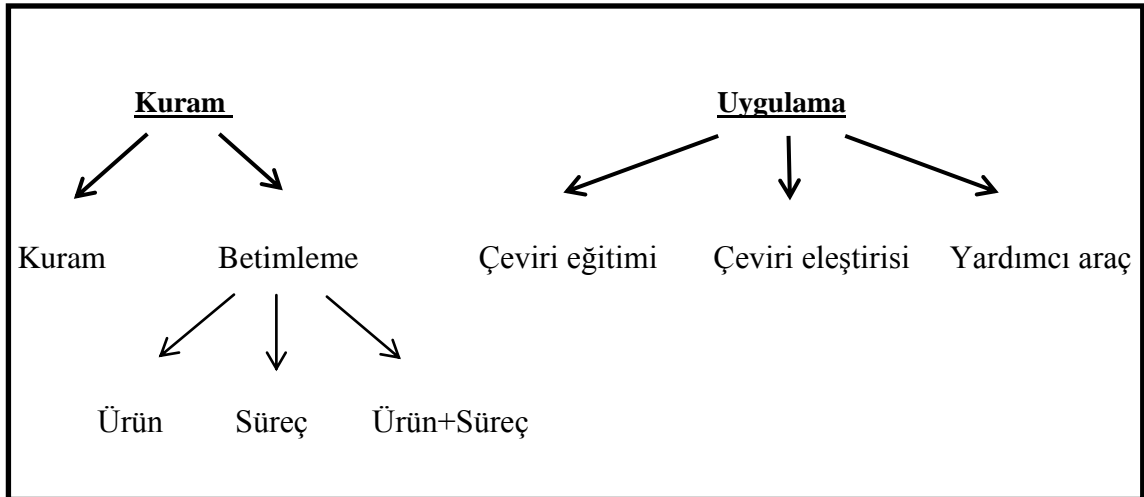 Kuram Uygulama
Kuram Betimleme Çeviri eğitimi Çeviri eleştirisi Yardımcı araç
Ürün Süreç Ürün+Süreç